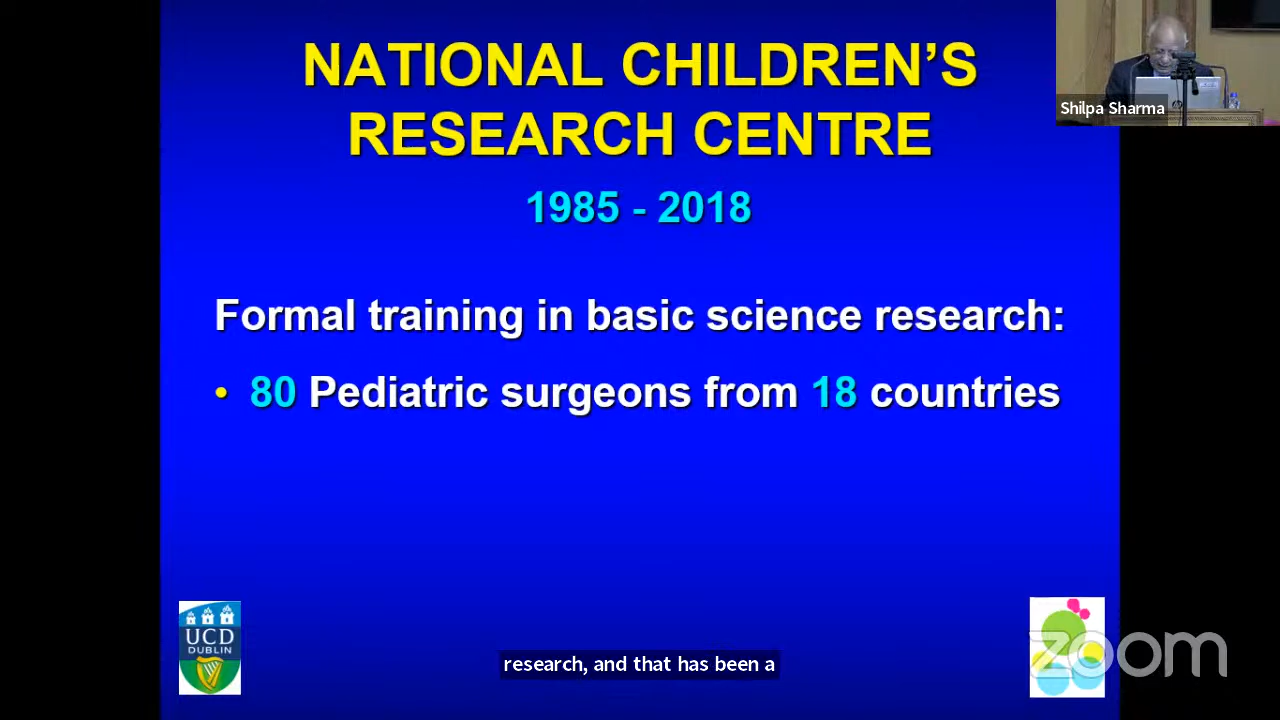 NATIONAL CHILDREN'S
RESEARCH CENTRE
1985 - 2018
Formal training in basic science research:
• 80 Pediatric surgeons from 18 countries
Shilpa Sharma
UCD
DUBLIN
research, and that has been a
zoom